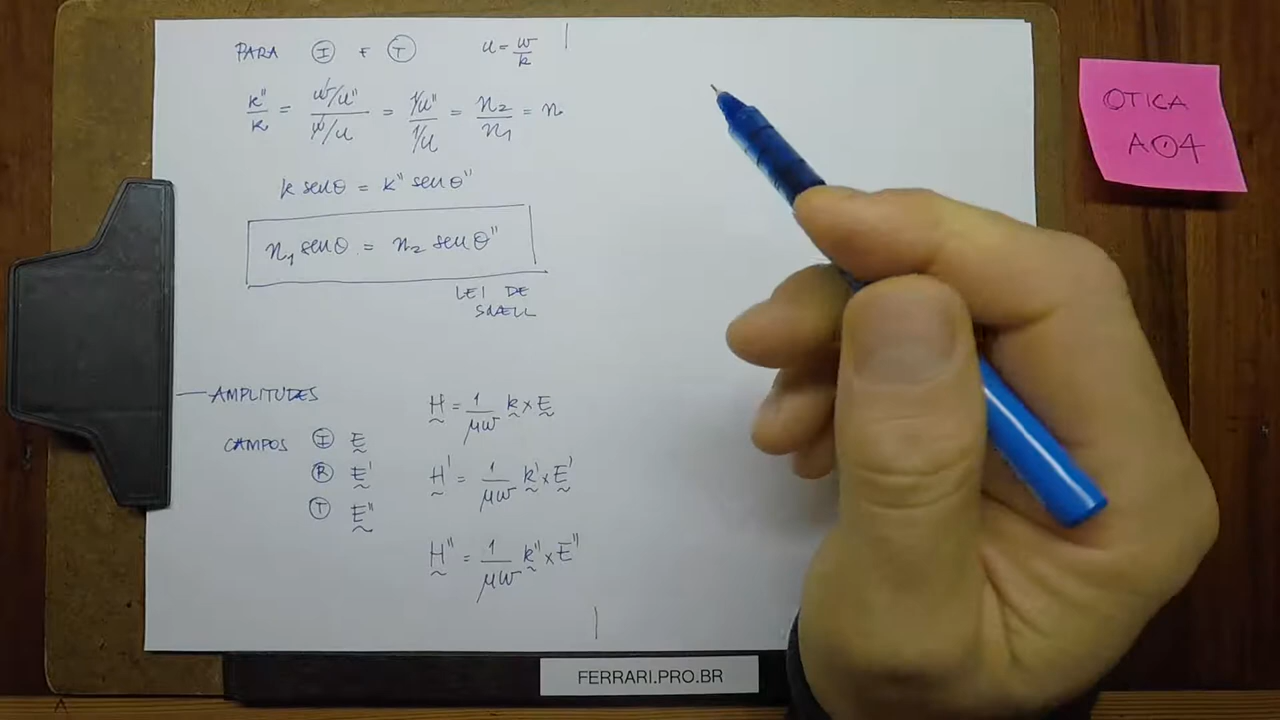 PARA Ⓘ E Ⓣ u = w/k
k"/k = (w/u")/(w/u) = (1/u")/(1/u) = n₂/n₁ = n
k senθ = k" senθ"
n₁ senθ = n₂ senθ"
LEI DE
SNELL
— AMPLITUDES
CAMPOS Ⓘ E
Ⓡ E'
Ⓣ E"
H = 1/μw k × E
H' = 1/μw k' × E'
H" = 1/μw k" × E"
OTICA
A04
FERRARI.PRO.BR